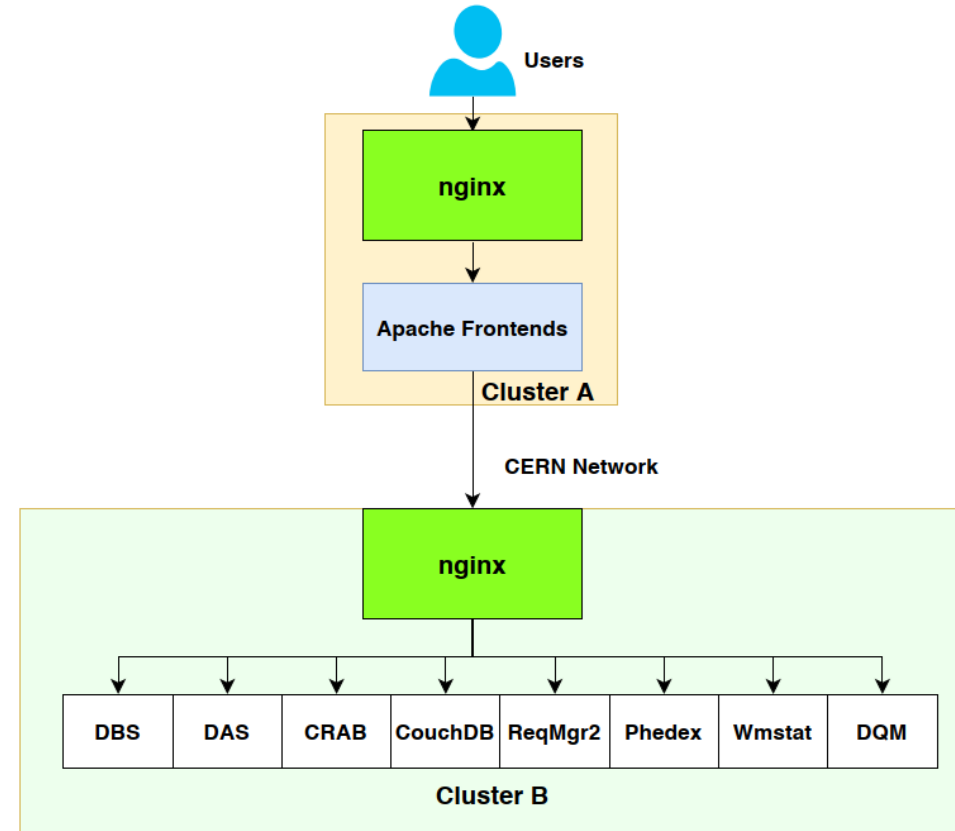 Users
nginx
Apache Frontends
Cluster A
CERN Network
nginx
DBS DAS CRAB CouchDB ReqMgr2 Phedex Wmstat DQM
Cluster B